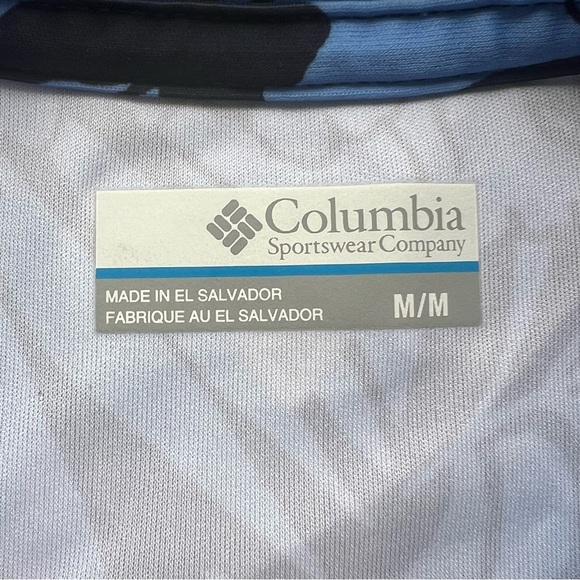 Columbia
Sportswear Company
MADE IN EL SALVADOR
FABRIQUE AU EL SALVADOR
M/M